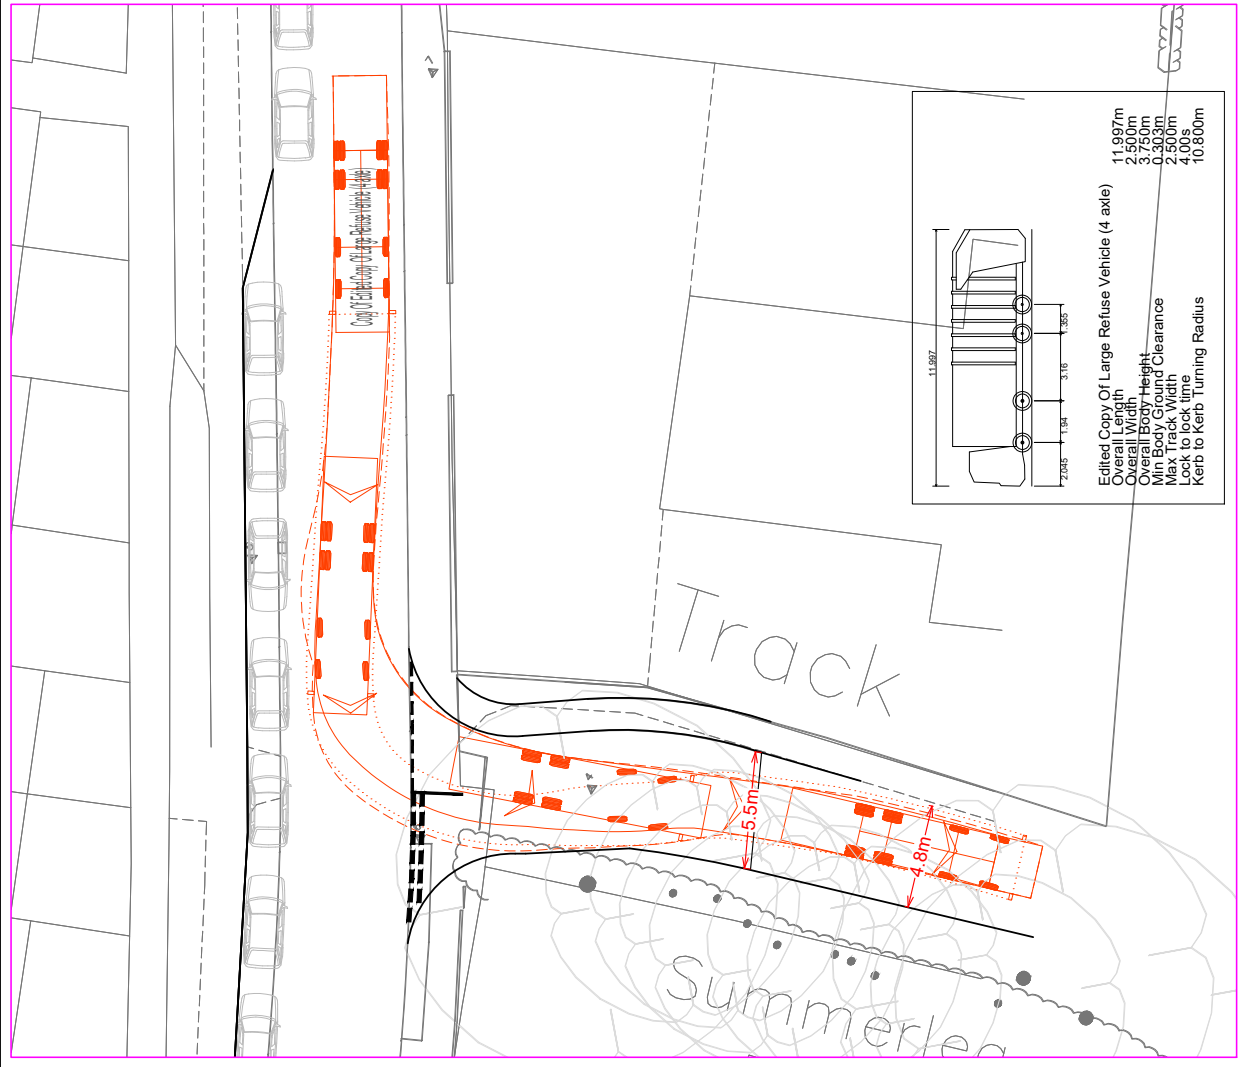 Copy Of Edited Copy Of Large Refuse Vehicle (4 axle)
11.997
2.045
1.94
3.16
1.355
Edited Copy Of Large Refuse Vehicle (4 axle)
Overall Length 11.997m
Overall Width 2.500m
Overall Body Height 3.750m
Min Body Ground Clearance 0.303m
Max Track Width 2.500m
Lock to lock time 4.00s
Kerb to Kerb Turning Radius 10.800m
Track
5.5m
4.8m
Summerlea